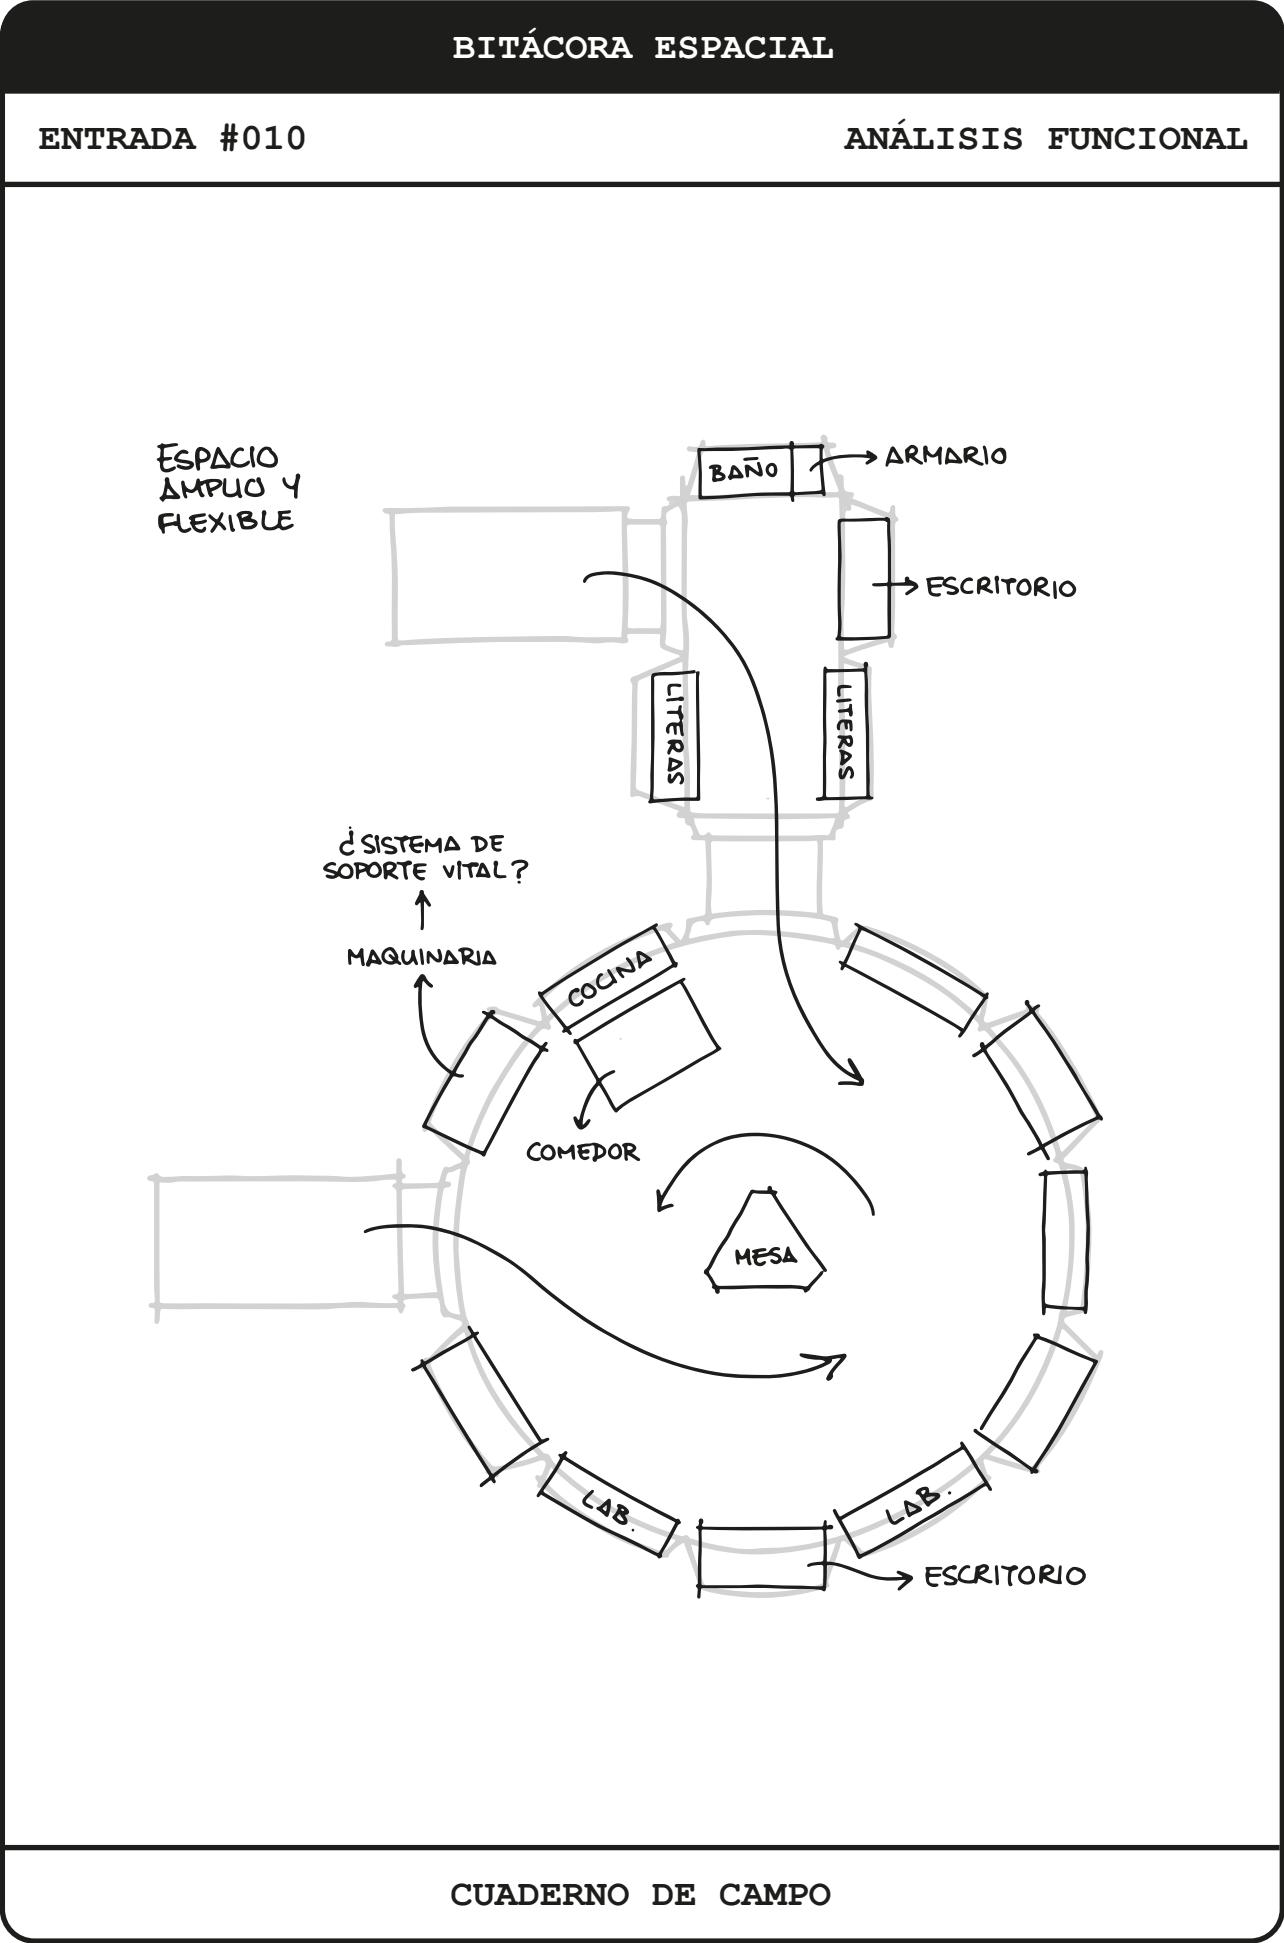 BITÁCORA ESPACIAL
ENTRADA #010
ANÁLISIS FUNCIONAL
ESPACIO
AMPLIO Y
FLEXIBLE
BAÑO
ARMARIO
ESCRITORIO
LITERAS
LITERAS
¿SISTEMA DE
SOPORTE VITAL?
MAQUINARIA
COCINA
COMEDOR
MESA
LAB.
LAB.
ESCRITORIO
CUADERNO DE CAMPO